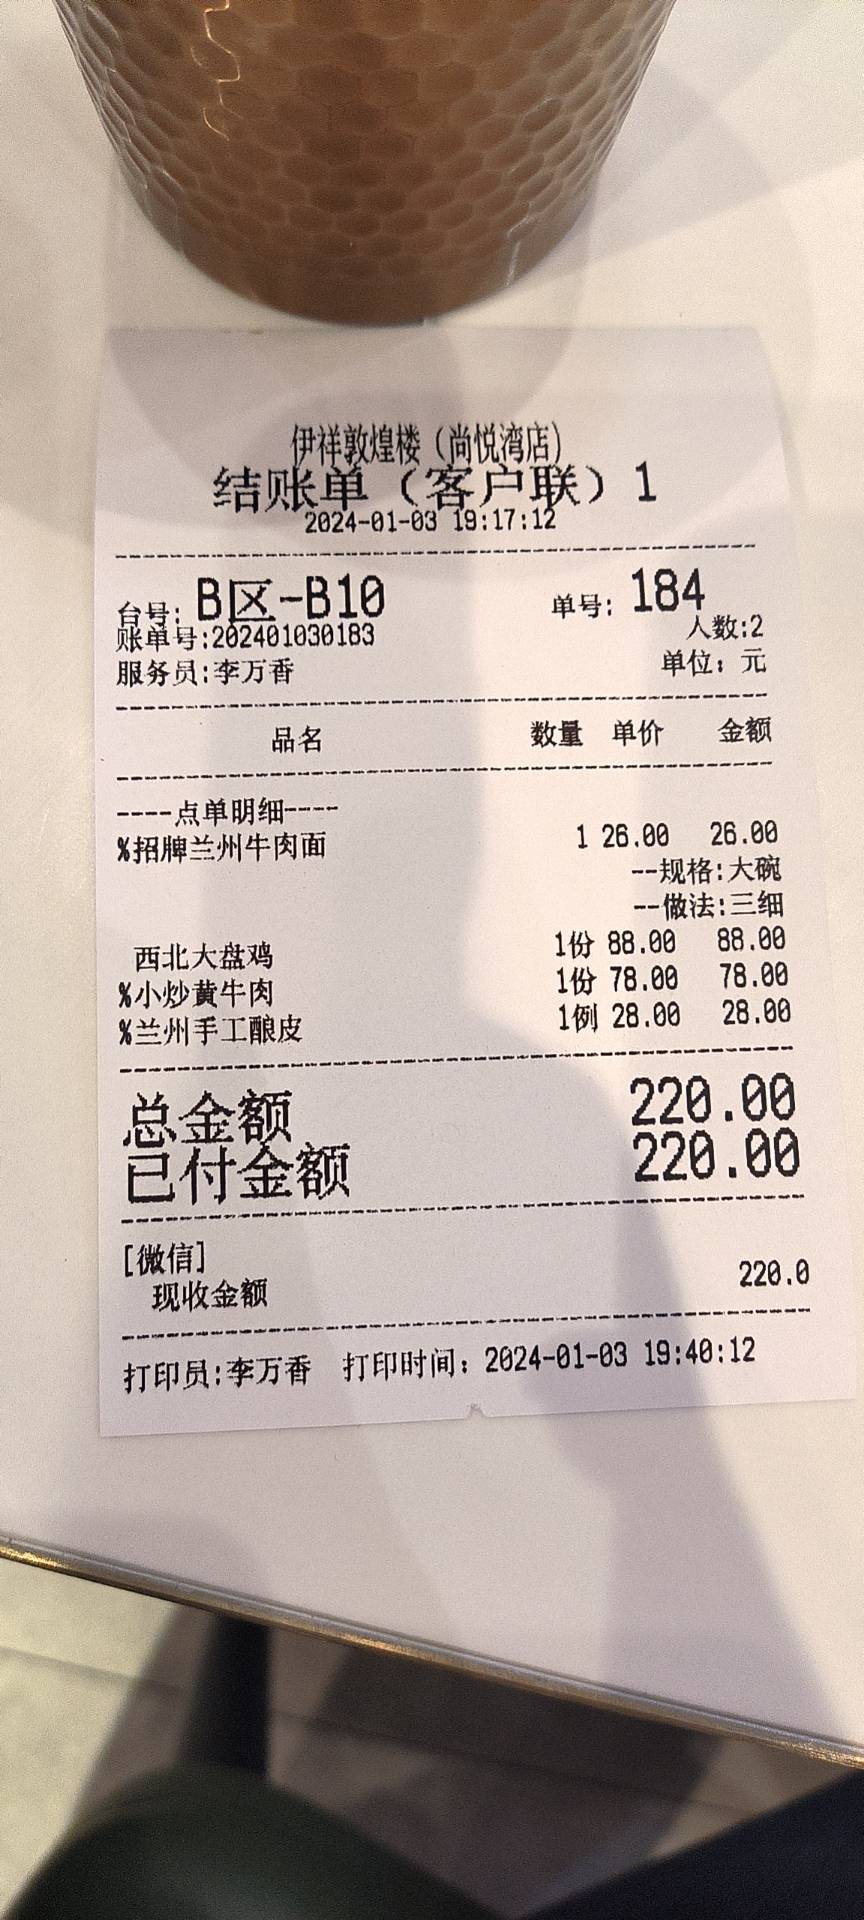 伊祥敦煌楼（尚悦湾店）
结账单（客户联）1
2024-01-03 19:17:12
台号: B区-B10 单号: 184
账单号:202401030183 人数:2
服务员:李万香 单位: 元
品名 数量 单价 金额
----点单明细----
%招牌兰州牛肉面 1 26.00 26.00
--规格:大碗
--做法:三细
西北大盘鸡 1份 88.00 88.00
%小炒黄牛肉 1份 78.00 78.00
%兰州手工酿皮 1例 28.00 28.00
总金额 220.00
已付金额 220.00
[微信]
现收金额 220.0
打印员:李万香 打印时间: 2024-01-03 19:40:12